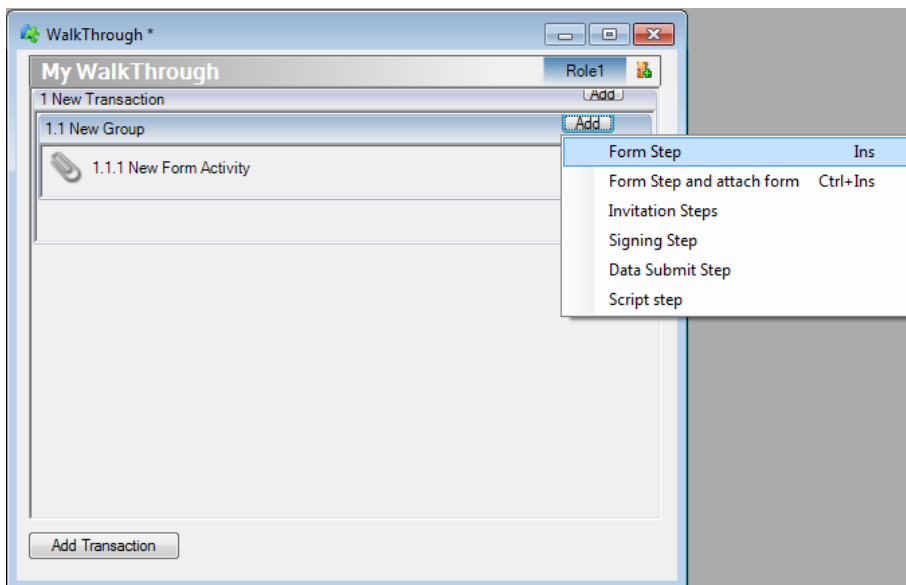 WalkThrough *
My WalkThrough Role1
1 New Transaction Add
1.1 New Group Add
1.1.1 New Form Activity
Form Step Ins
Form Step and attach form Ctrl+Ins
Invitation Steps
Signing Step
Data Submit Step
Script step
Add Transaction